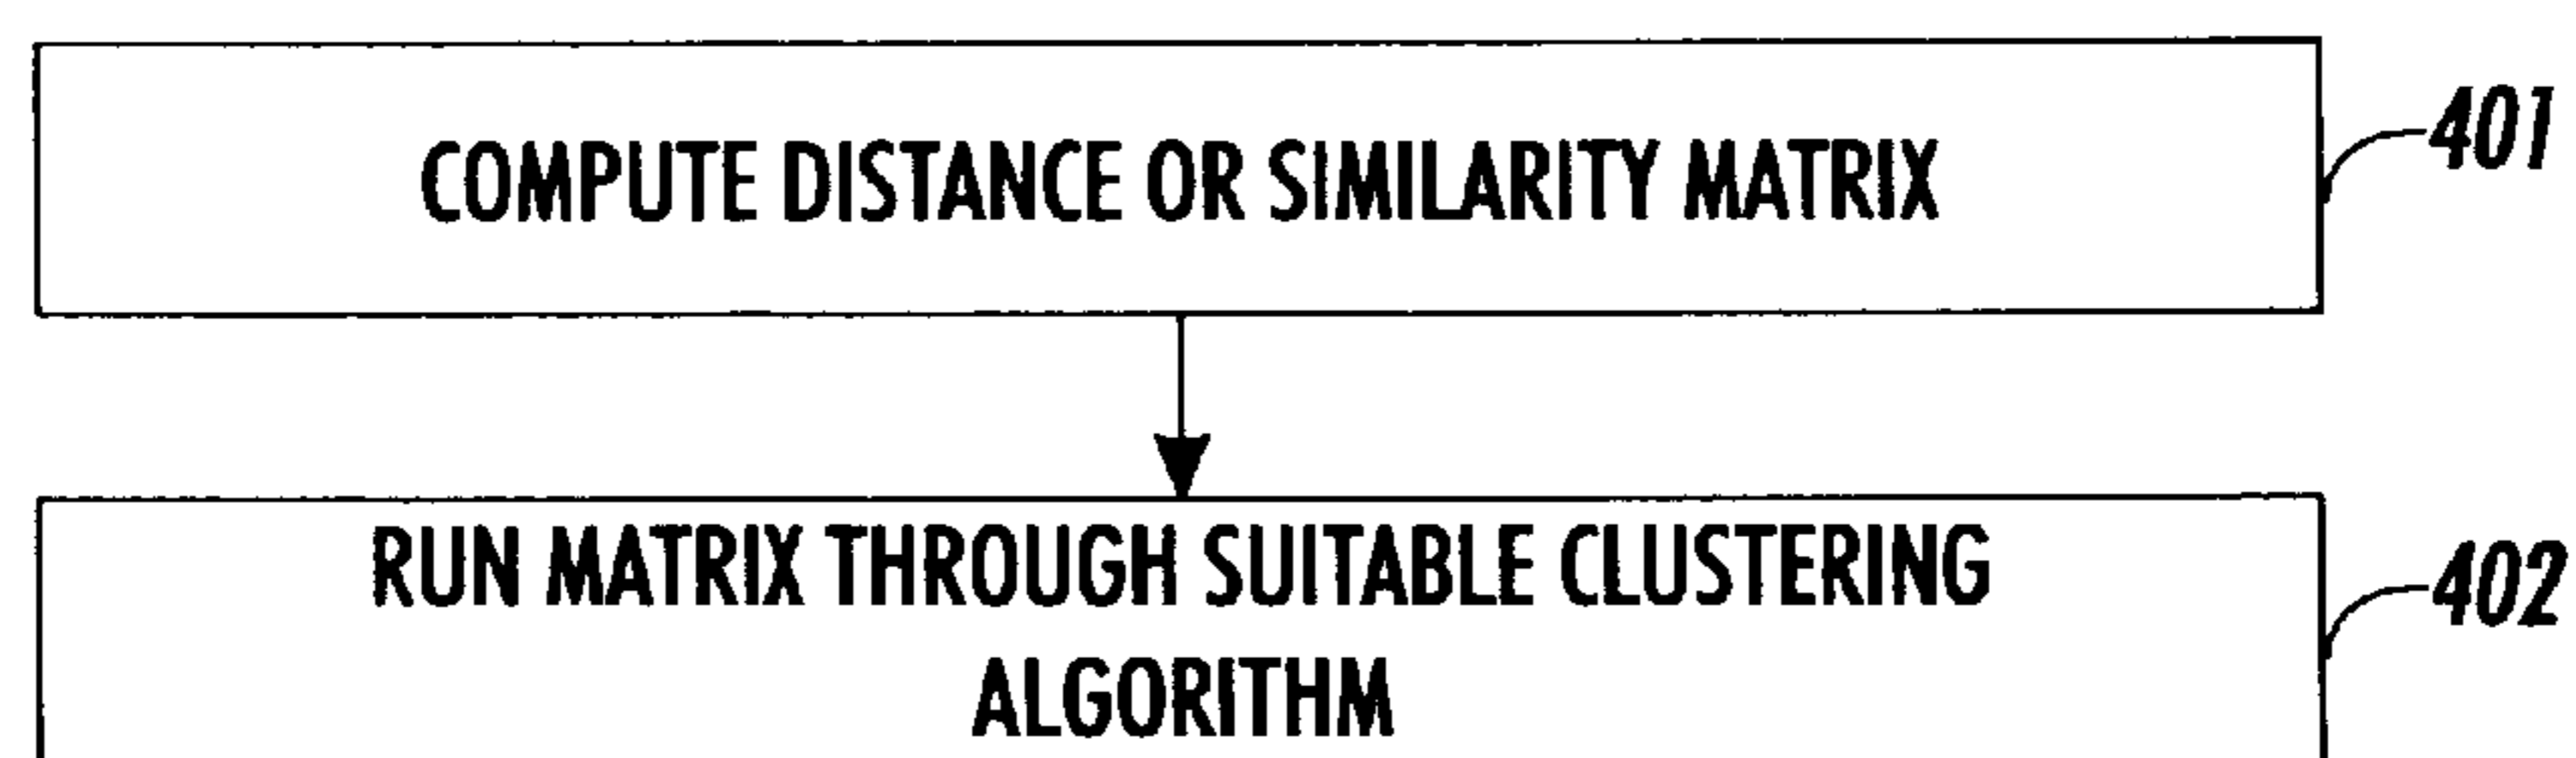 COMPUTE DISTANCE OR SIMILARITY MATRIX
401
RUN MATRIX THROUGH SUITABLE CLUSTERING
ALGORITHM
402